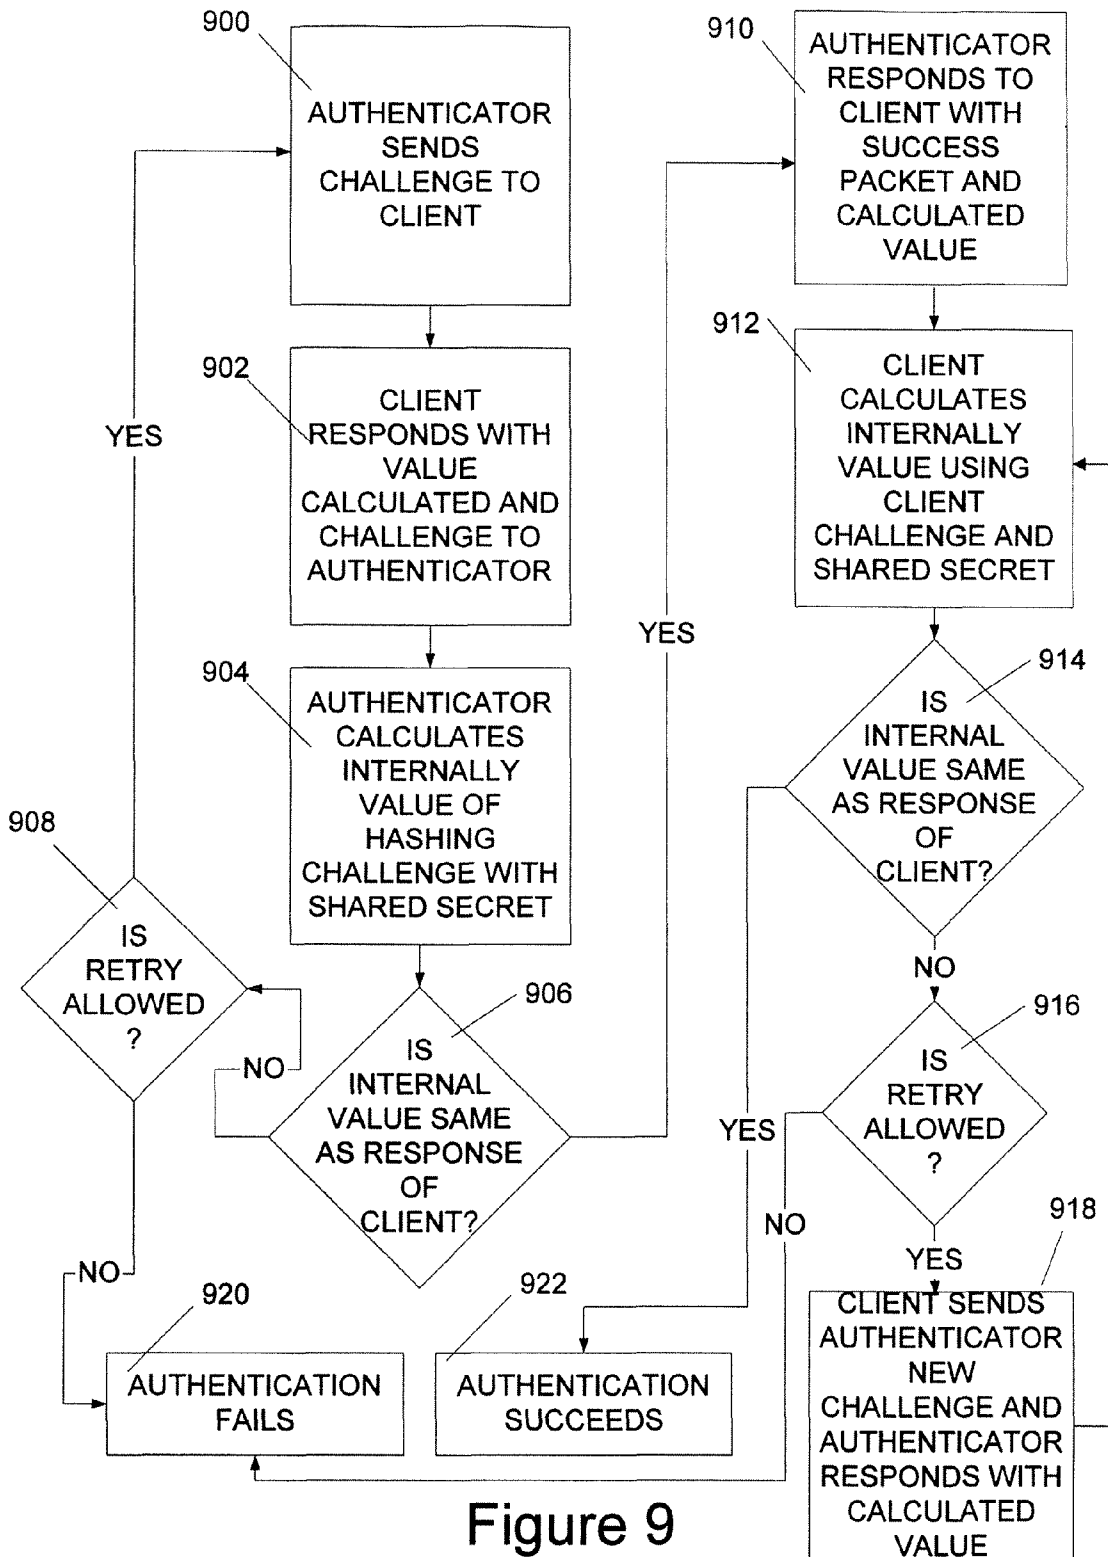 900
AUTHENTICATOR
SENDS
CHALLENGE TO
CLIENT
902
CLIENT
RESPONDS WITH
VALUE
CALCULATED AND
CHALLENGE TO
AUTHENTICATOR
904
AUTHENTICATOR
CALCULATES
INTERNALLY
VALUE OF
HASHING
CHALLENGE WITH
SHARED SECRET
906
IS
INTERNAL
VALUE SAME
AS RESPONSE
OF
CLIENT?
NO
YES
908
IS
RETRY
ALLOWED
?
YES
NO
910
AUTHENTICATOR
RESPONDS TO
CLIENT WITH
SUCCESS
PACKET AND
CALCULATED
VALUE
912
CLIENT
CALCULATES
INTERNALLY
VALUE USING
CLIENT
CHALLENGE AND
SHARED SECRET
914
IS
INTERNAL
VALUE SAME
AS RESPONSE
OF
CLIENT?
YES
NO
916
IS
RETRY
ALLOWED
?
NO
YES
918
CLIENT SENDS
AUTHENTICATOR
NEW
CHALLENGE AND
AUTHENTICATOR
RESPONDS WITH
CALCULATED
VALUE
920
AUTHENTICATION
FAILS
922
AUTHENTICATION
SUCCEEDS
Figure 9